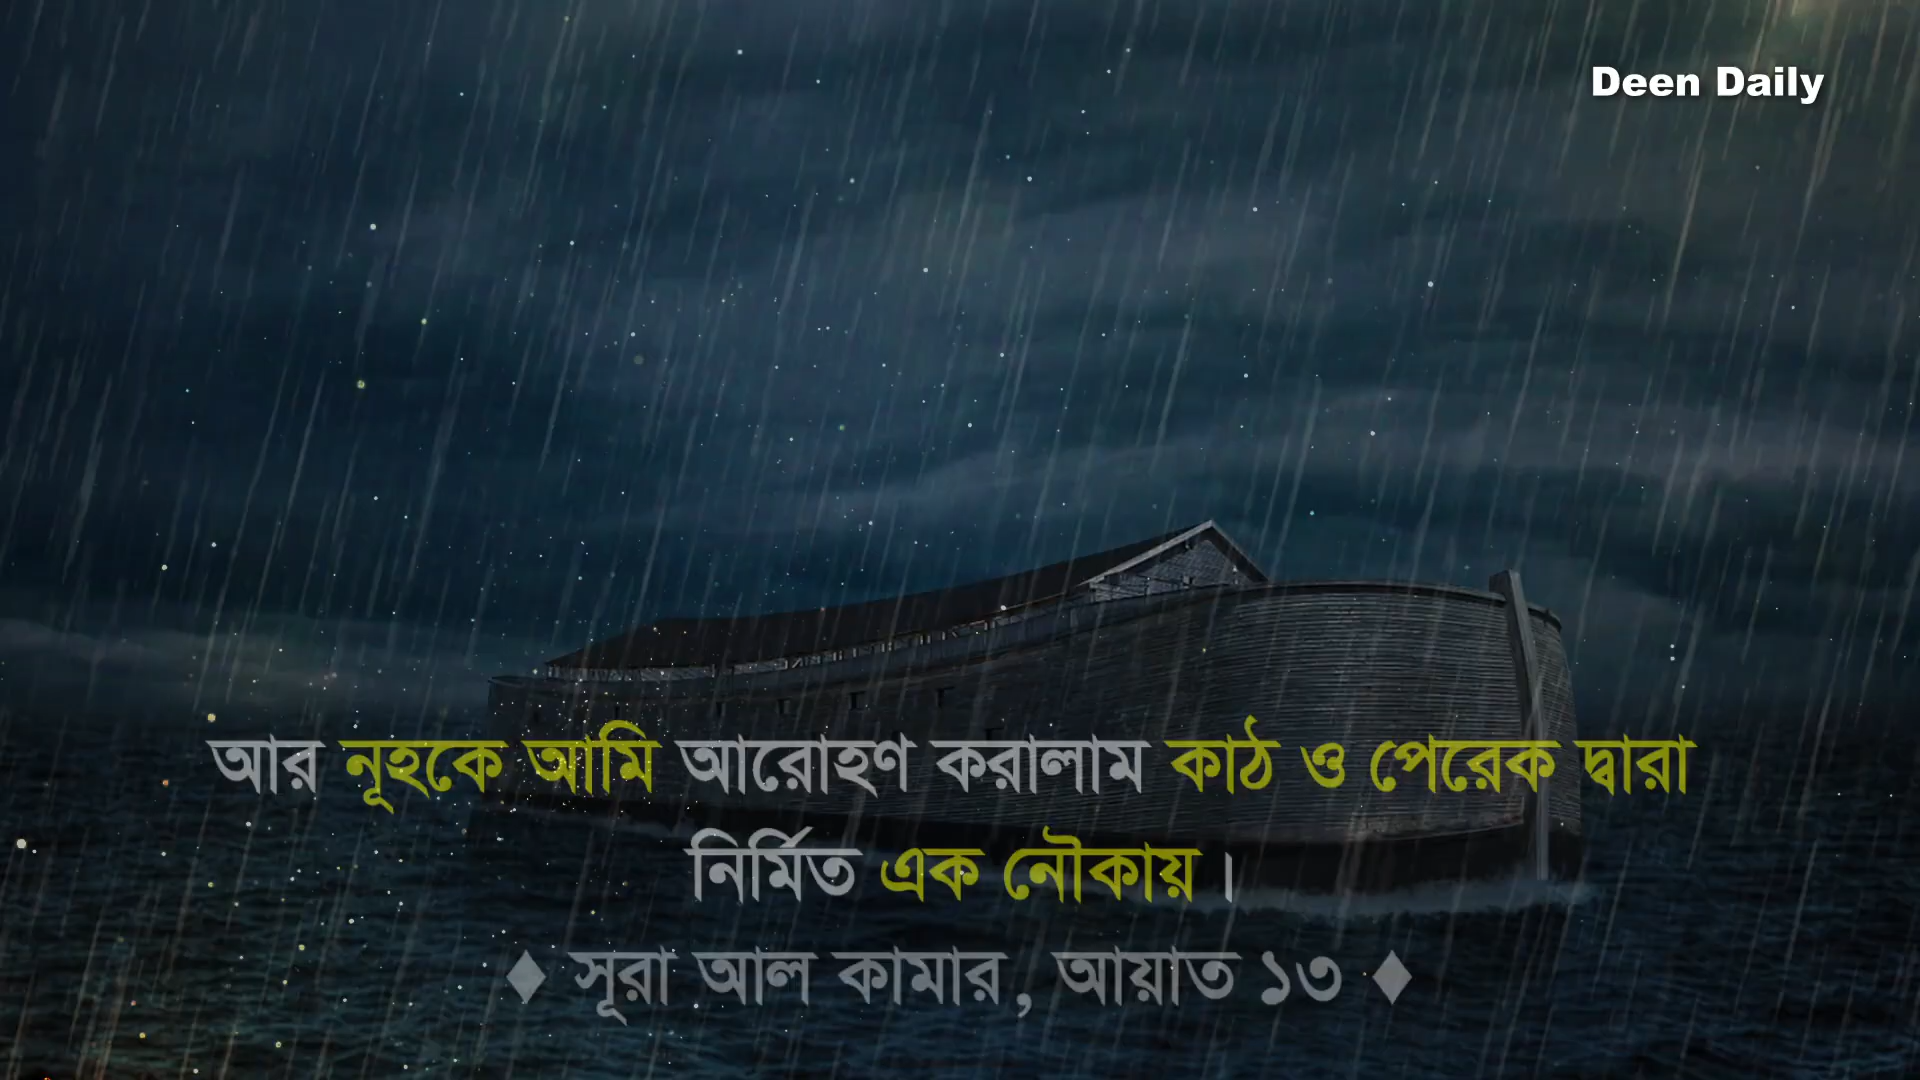 Deen Daily
আর নূহকে আমি আরোহণ করালাম কাঠ ও পেরেক দ্বারা
নির্মিত এক নৌকায় ।
♦ সূরা আল কামার, আয়াত ১৩ ♦